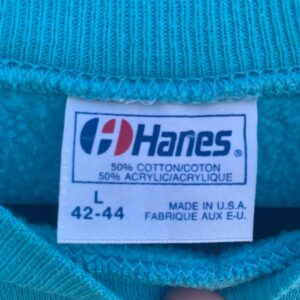 Hanes®
50% COTTON/COTON
50% ACRYLIC/ACRYLIQUE
L
42-44
MADE IN U.S.A.
FABRIQUE AUX E-U.